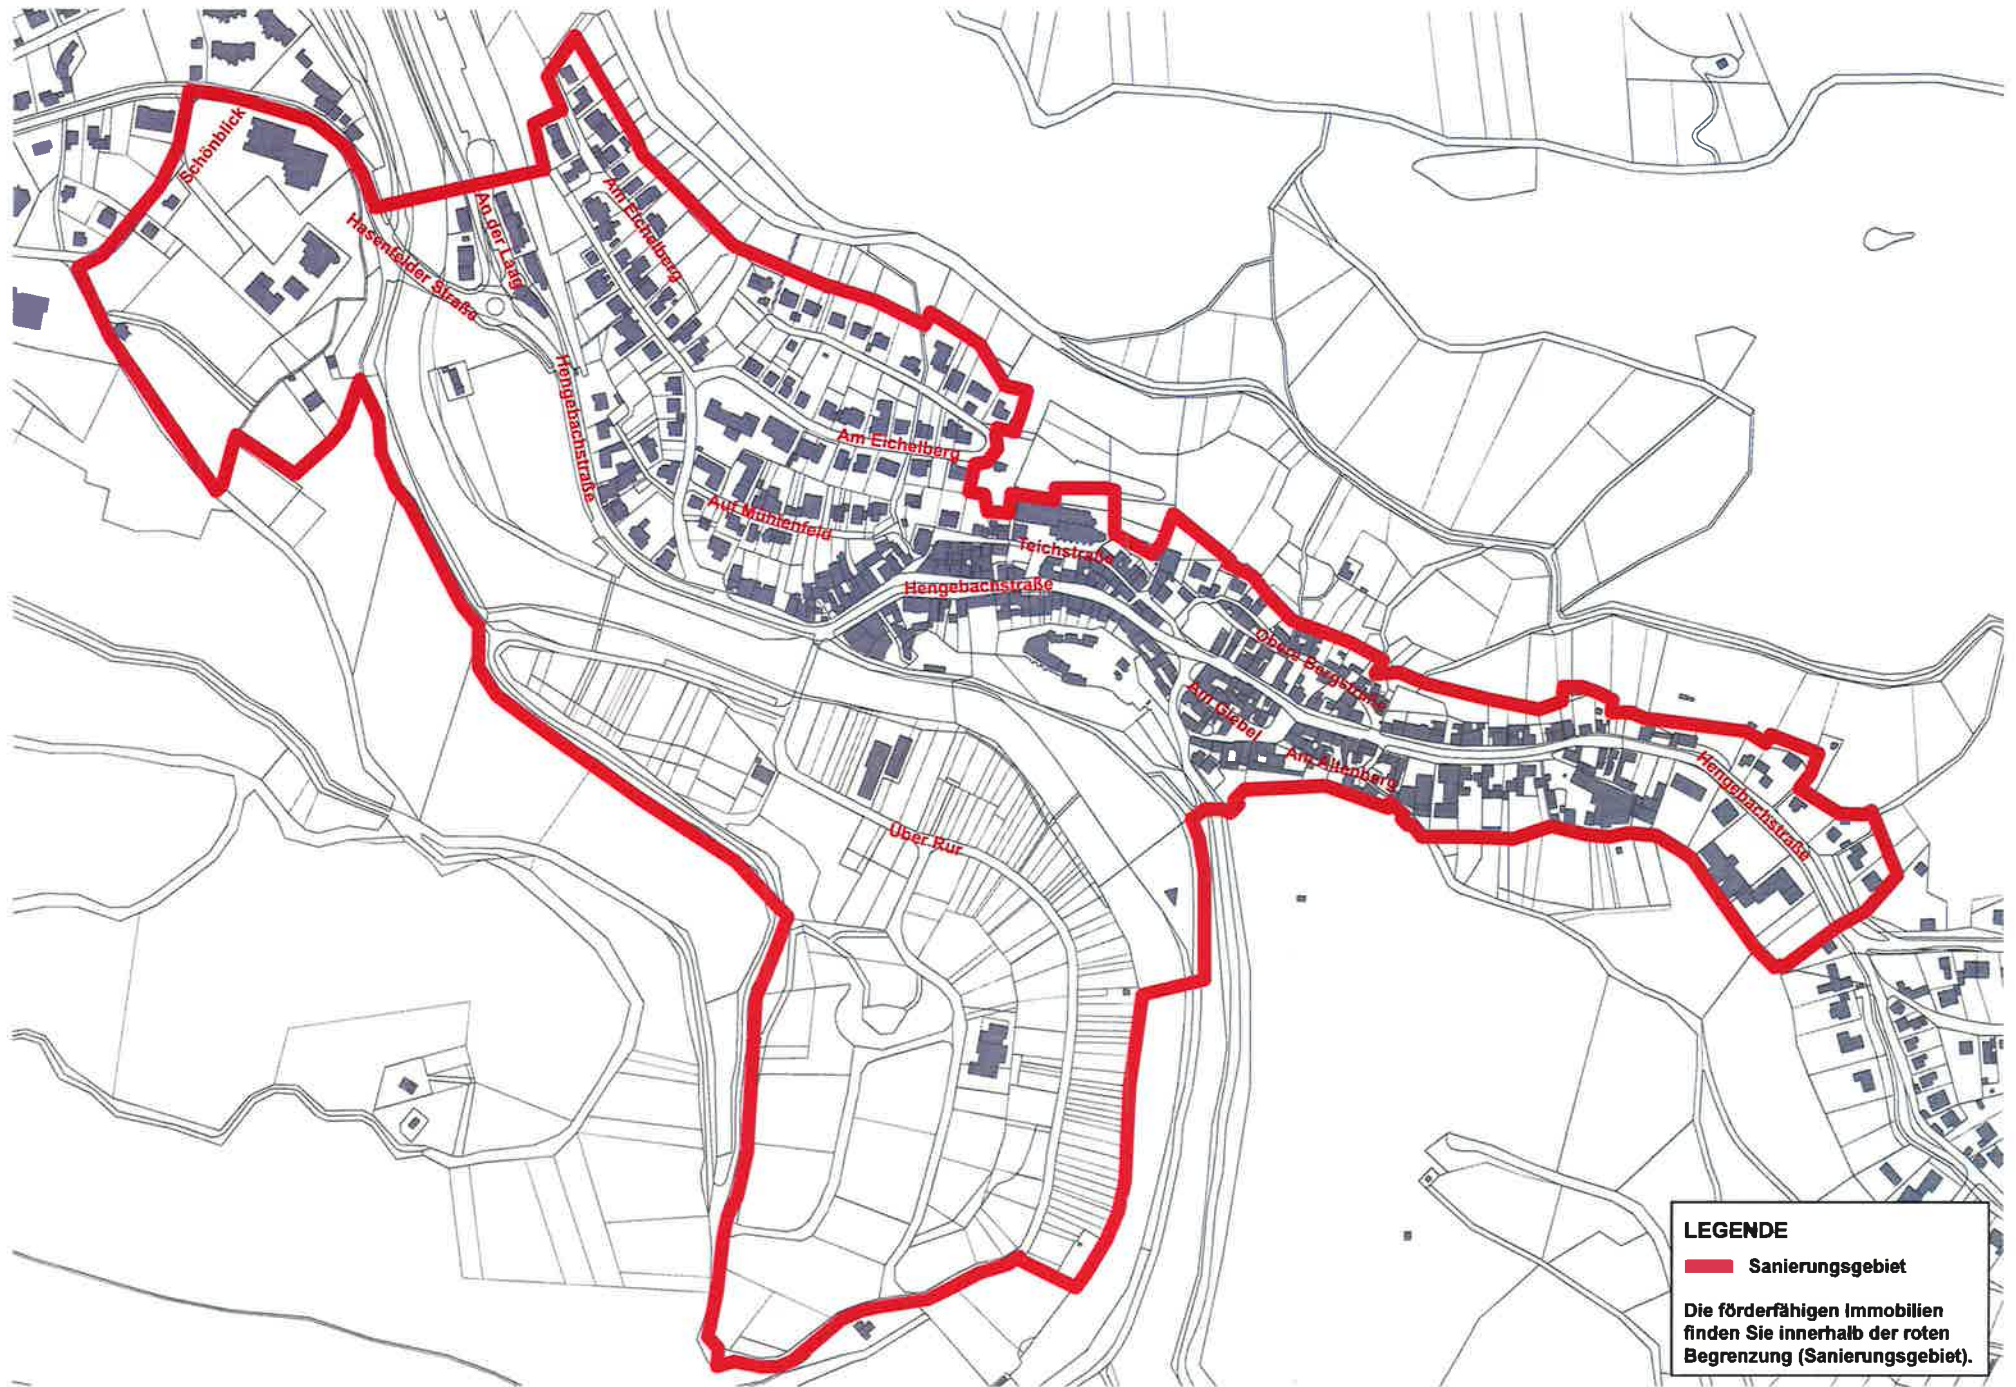 Schönblick
Hasenfelder Straße
An der Laag
Am Eichelberg
Hengebachstraße
Am Eichelberg
Auf Mühlenfeld
Teichstraße
Hengebachstraße
Obere Bergstraße
Am Giebel
Am Altenberg
Hengebachstraße
Über Rur
LEGENDE
Sanierungsgebiet
Die förderfähigen Immobilien
finden Sie innerhalb der roten
Begrenzung (Sanierungsgebiet).